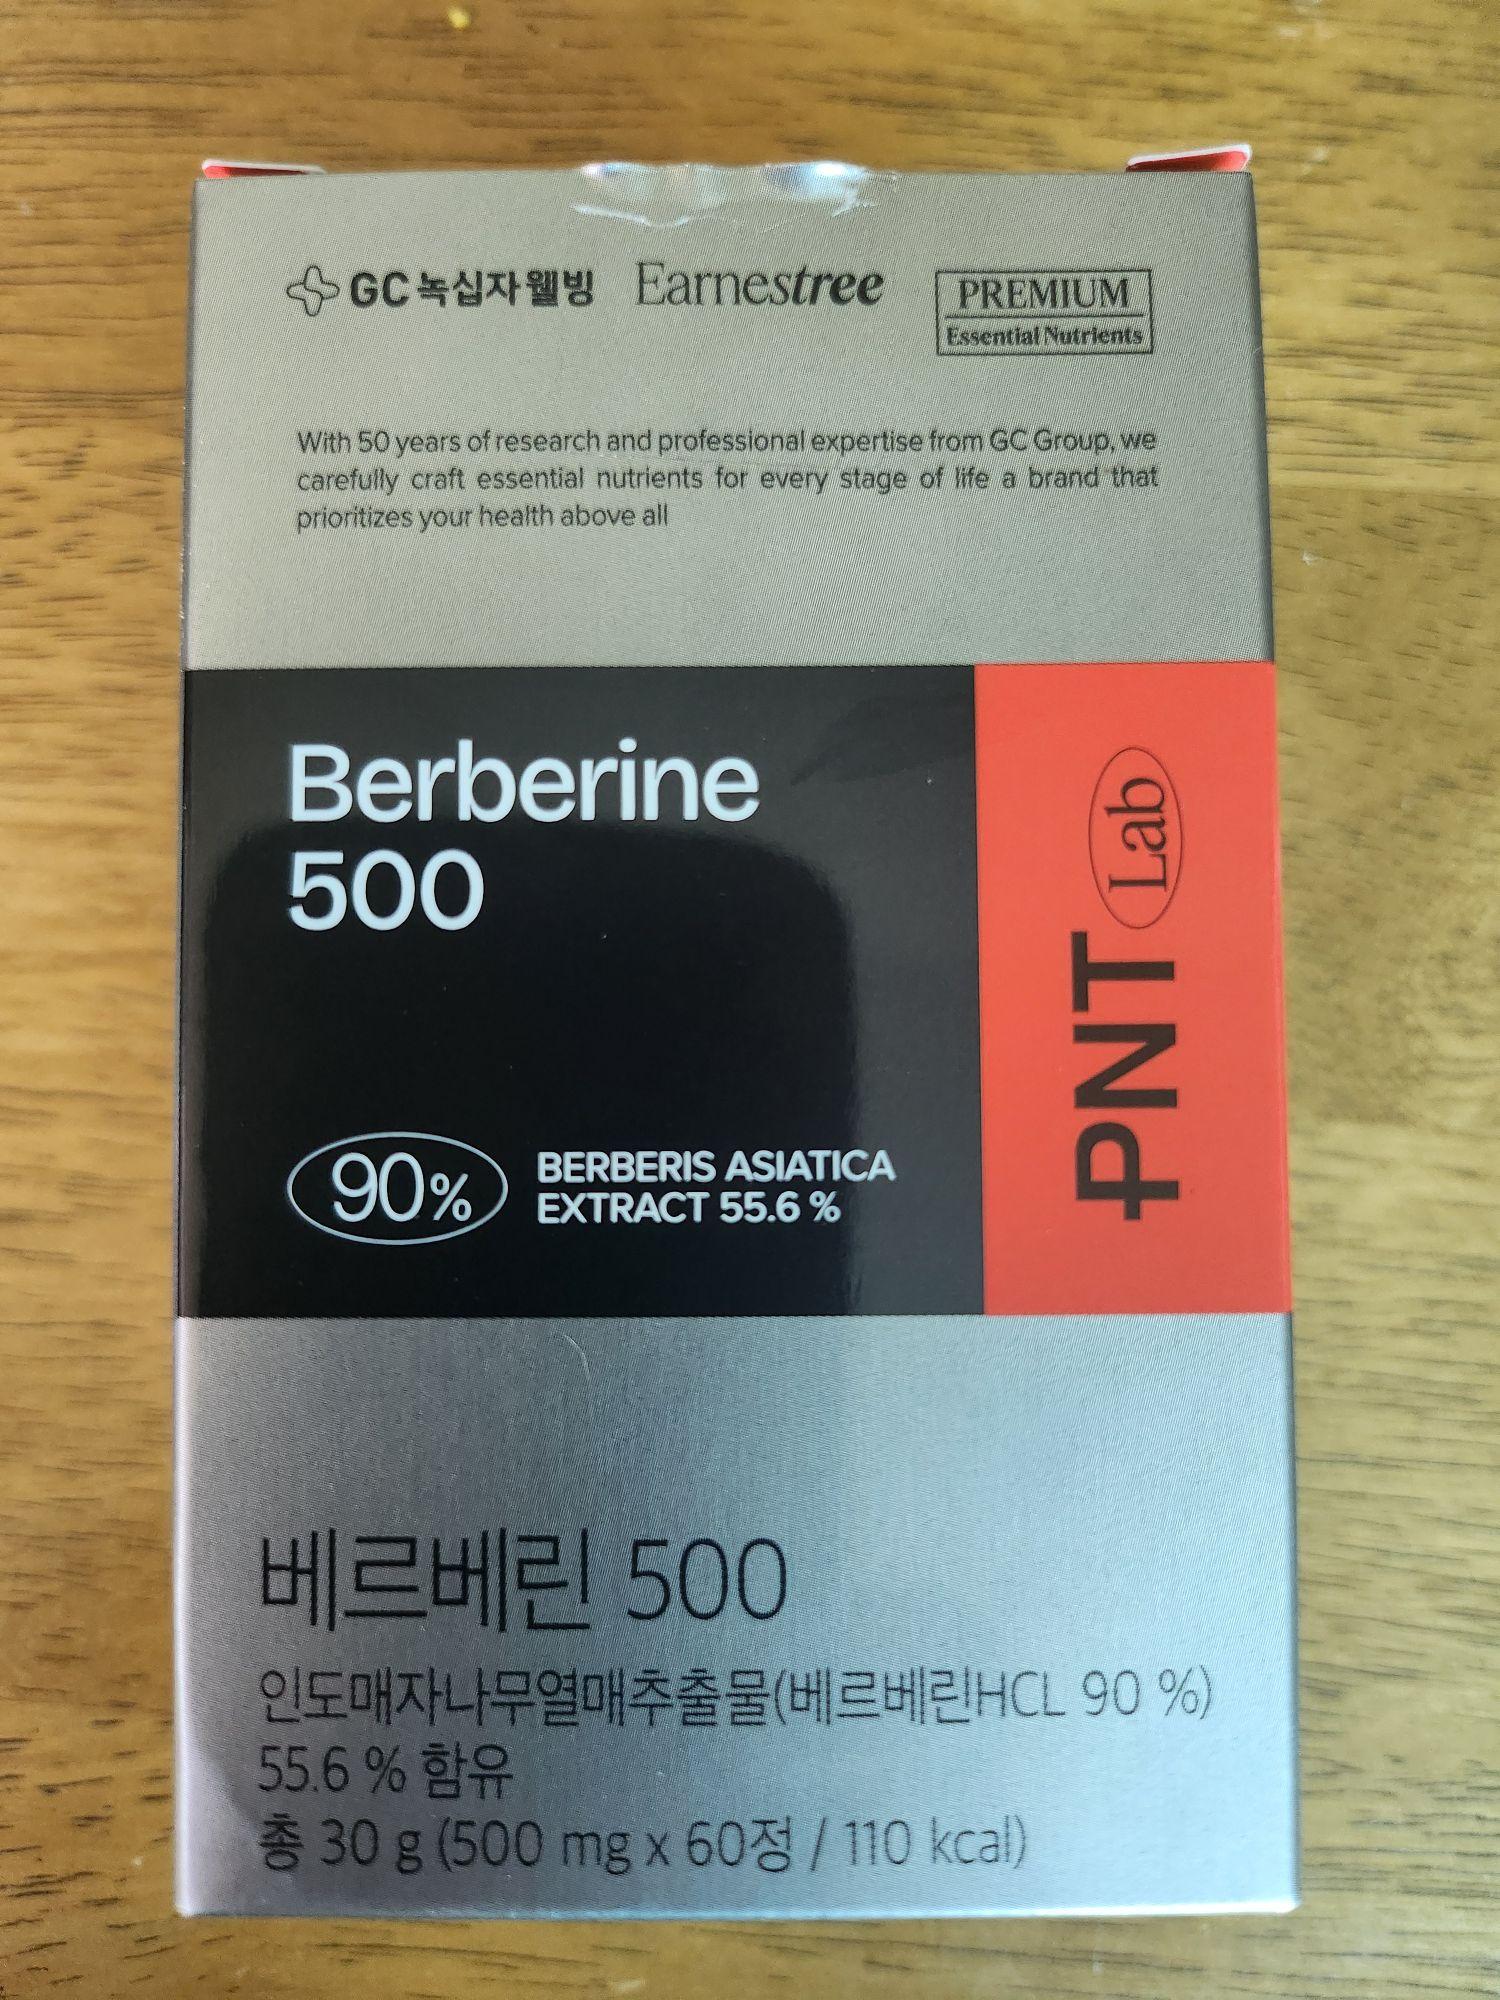 GC 녹십자웰빙 Earnestree PREMIUM
Essential Nutrients
With 50 years of research and professional expertise from GC Group, we
carefully craft essential nutrients for every stage of life a brand that
prioritizes your health above all
Berberine
500
90%
BERBERIS ASIATICA
EXTRACT 55.6 %
PNT Lab
베르베린 500
인도매자나무열매추출물(베르베린HCL 90 %)
55.6 % 함유
총 30 g (500 mg x 60정 / 110 kcal)